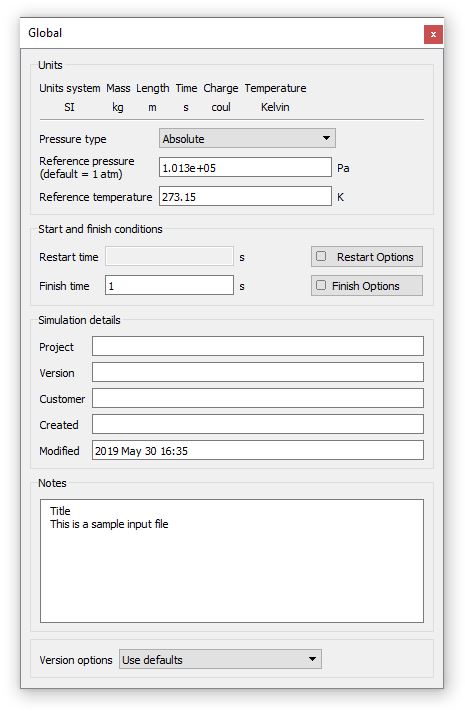 Global
x
Units
Units system Mass Length Time Charge Temperature
SI kg m s coul Kelvin
Pressure type Absolute
Reference pressure
(default = 1 atm) 1.013e+05 Pa
Reference temperature 273.15 K
Start and finish conditions
Restart time s Restart Options
Finish time 1 s Finish Options
Simulation details
Project
Version
Customer
Created
Modified 2019 May 30 16:35
Notes
Title
This is a sample input file
Version options Use defaults